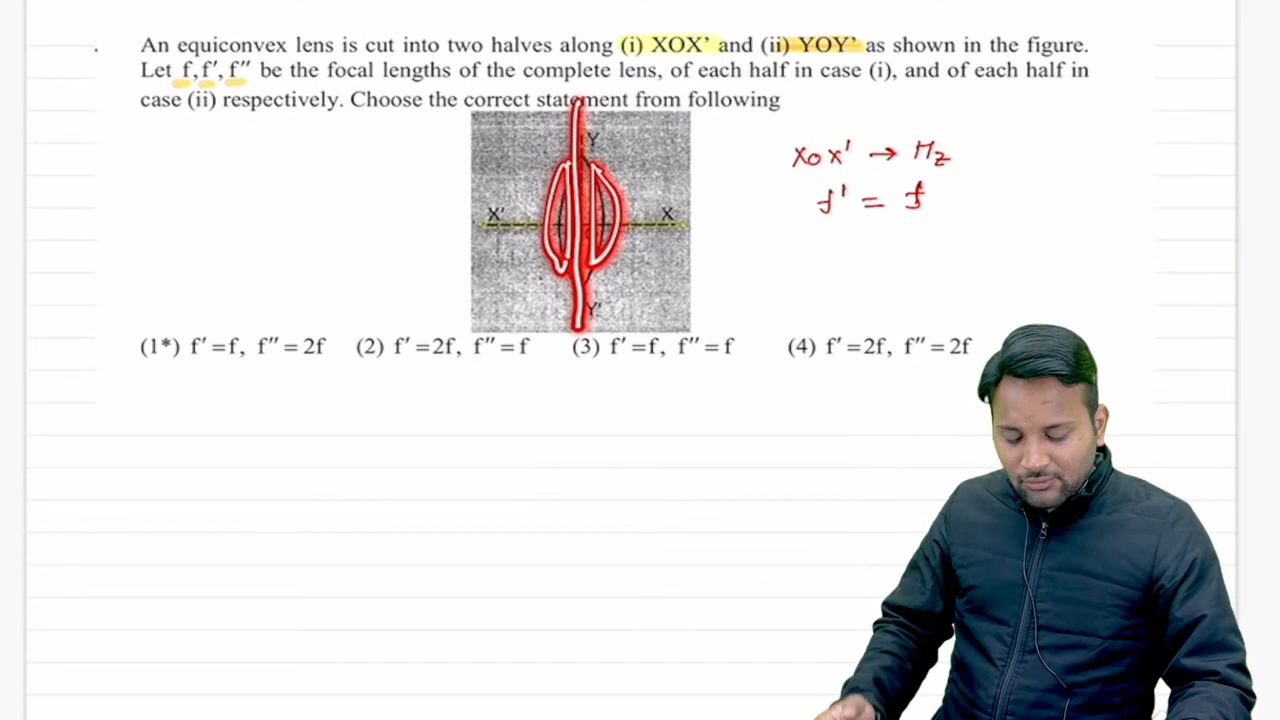 . An equiconvex lens is cut into two halves along (i) XOX' and (ii) YOY' as shown in the figure.
Let f,f′,f″ be the focal lengths of the complete lens, of each half in case (i), and of each half in
case (ii) respectively. Choose the correct statement from following
Y
X' X
Y'
XOX' → Hz
f' = f
(1*) f′=f, f″=2f (2) f′=2f, f″=f (3) f′=f, f″=f (4) f′=2f, f″=2f